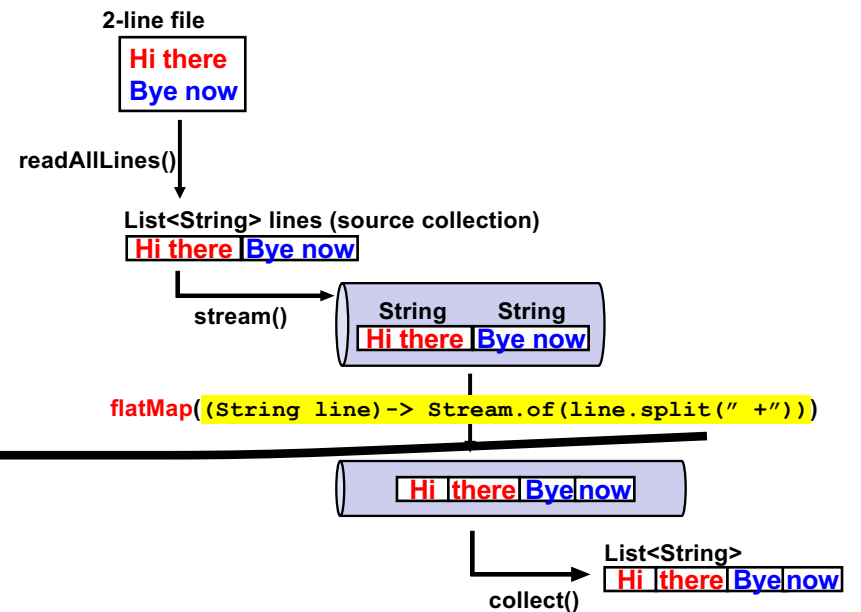 2-line file
Hi there
Bye now
readAllLines()
List<String> lines (source collection)
Hi there Bye now
stream()
String String
Hi there Bye now
flatMap((String line)-> Stream.of(line.split(″ +″)))
Hi there Bye now
List<String>
Hi there Bye now
collect()